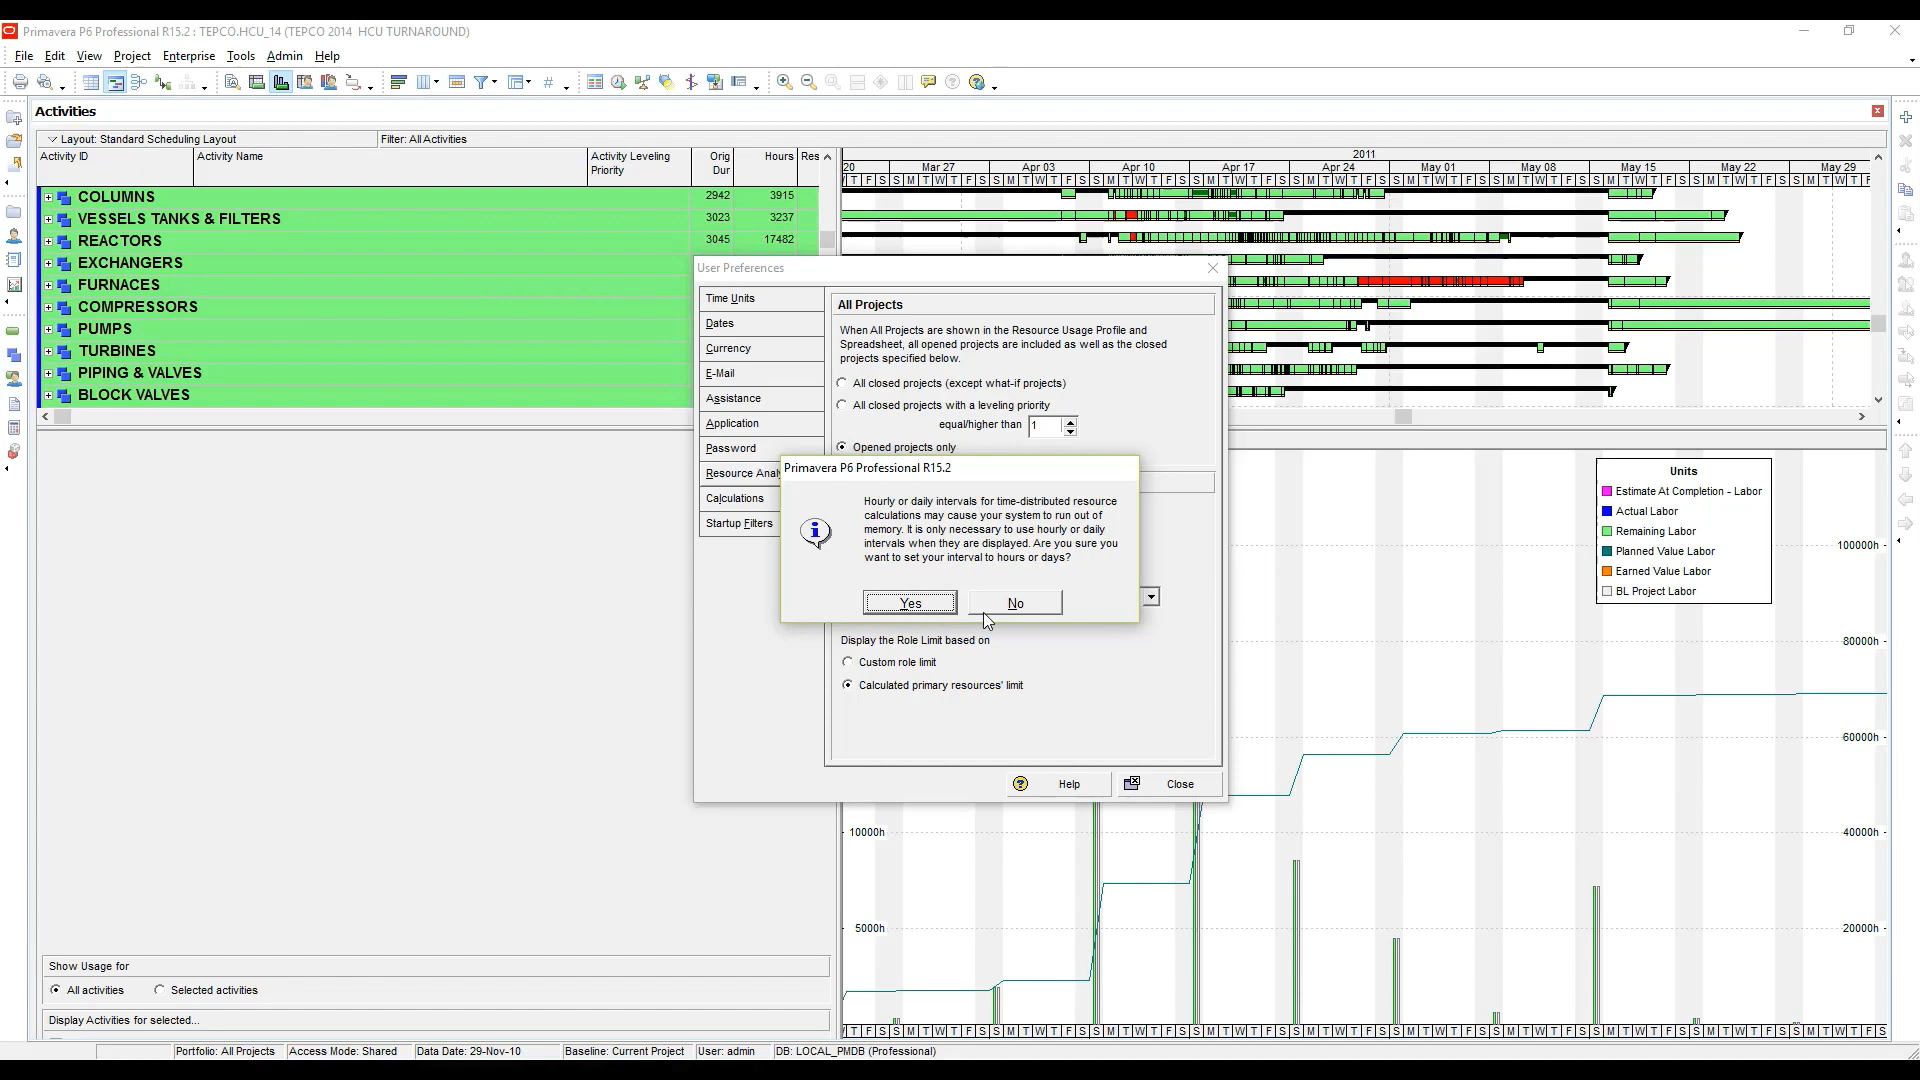 Primavera P6 Professional R15.2 : TEPCO.HCU_14 (TEPCO 2014  HCU TURNAROUND)
File Edit View Project Enterprise Tools Admin Help
Activities
Layout: Standard Scheduling Layout Filter: All Activities
Activity ID Activity Name Activity Leveling Priority Orig Dur Hours Res
2011
20 Mar 27 Apr 03 Apr 10 Apr 17 Apr 24 May 01 May 08 May 15 May 22 May 29
T F S S M T W T F S S M T W T F S S M T W T F S S M T W T F S S M T W T F S S M T W T F S S M T W T F S S M T W T F S S M T W T F S S M T W T F
COLUMNS 2942 3915
VESSELS TANKS & FILTERS 3023 3237
REACTORS 3045 17482
EXCHANGERS
FURNACES
COMPRESSORS
PUMPS
TURBINES
PIPING & VALVES
BLOCK VALVES
User Preferences
Time Units
Dates
Currency
E-Mail
Assistance
Application
Password
Resource Analy
Calculations
Startup Filters
All Projects
When All Projects are shown in the Resource Usage Profile and
Spreadsheet, all opened projects are included as well as the closed
projects specified below.
All closed projects (except what-if projects)
All closed projects with a leveling priority
equal/higher than 1
Opened projects only
Primavera P6 Professional R15.2
Hourly or daily intervals for time-distributed resource
calculations may cause your system to run out of
memory. It is only necessary to use hourly or daily
intervals when they are displayed. Are you sure you
want to set your interval to hours or days?
Yes No
Display the Role Limit based on
Custom role limit
Calculated primary resources' limit
Help Close
Units
Estimate At Completion - Labor
Actual Labor
Remaining Labor
Planned Value Labor
Earned Value Labor
BL Project Labor
100000h
80000h
60000h
10000h 40000h
5000h 20000h
Show Usage for
All activities Selected activities
Display Activities for selected...
T F S S M T W T F S S M T W T F S S M T W T F S S M T W T F S S M T W T F S S M T W T F S S M T W T F S S M T W T F S S M T W T F S S M T W T F S
Portfolio: All Projects Access Mode: Shared Data Date: 29-Nov-10 Baseline: Current Project User: admin DB: LOCAL_PMDB (Professional)